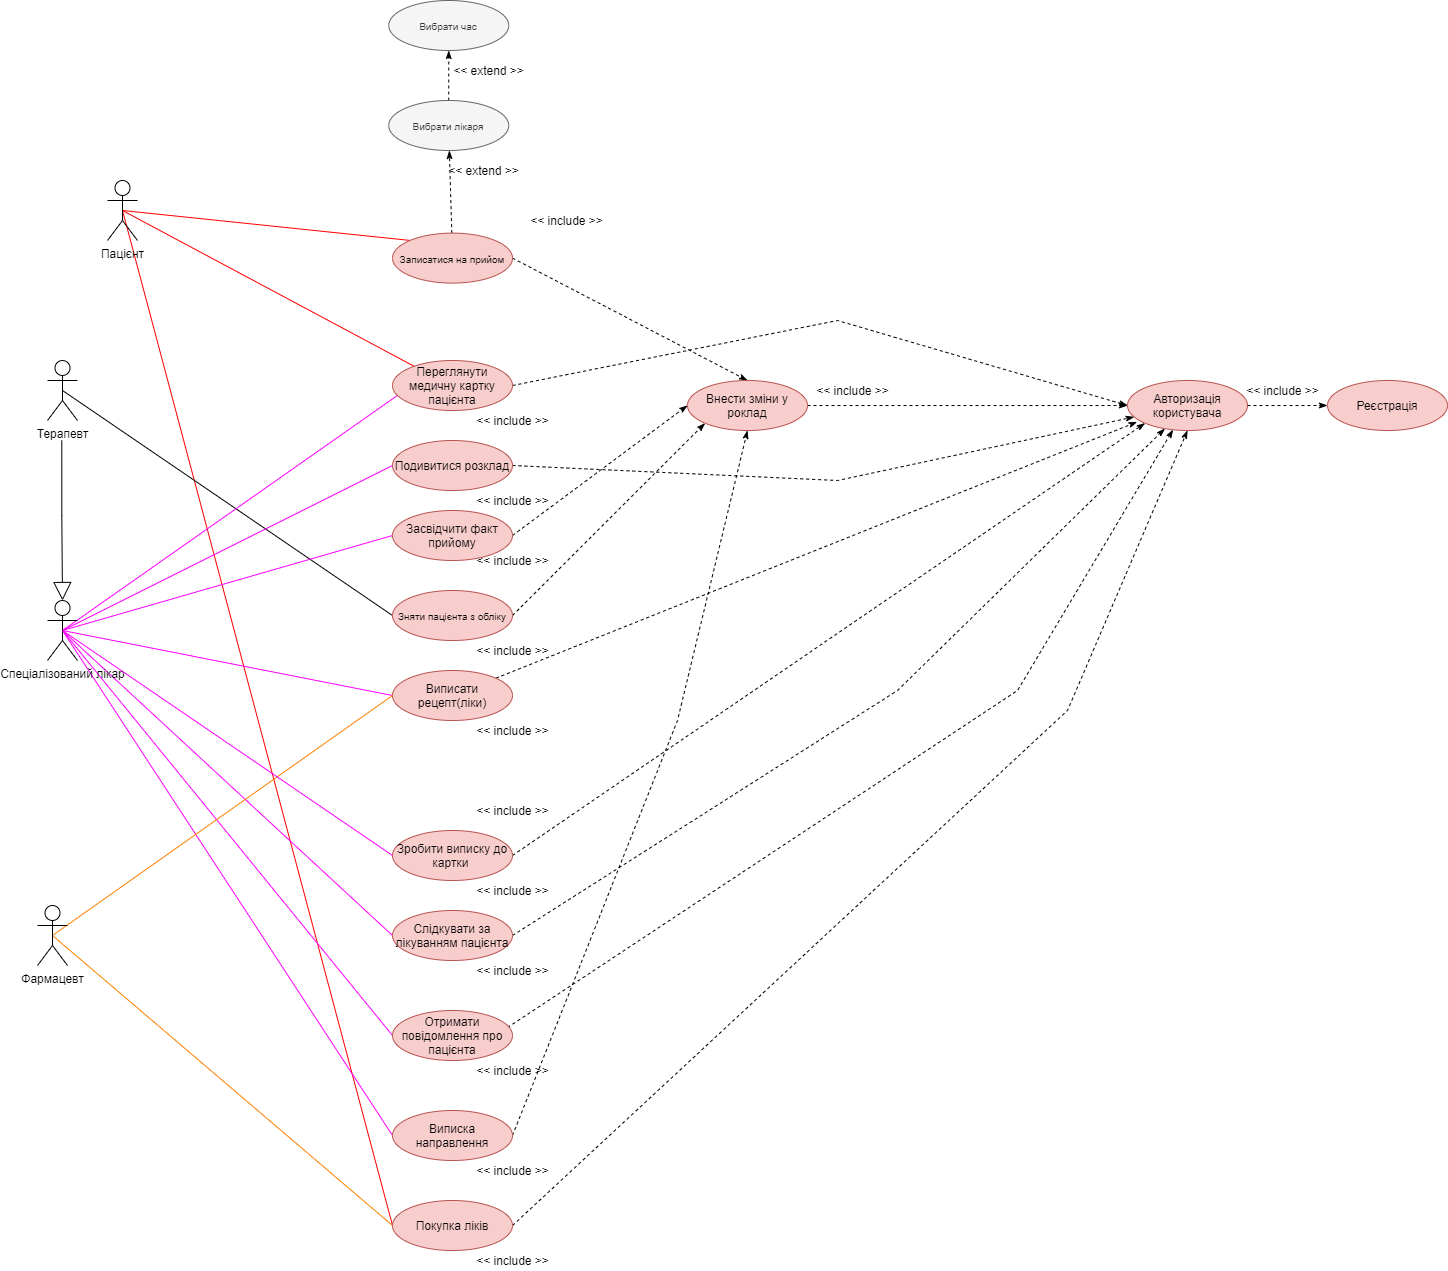 Вибрати час
<< extend >>
Вибрати лікаря
<< extend >>
<< include >>
Пацієнт
Записатися на прийом
Терапевт
Переглянути
медичну картку
пацієнта
<< include >>
Внести зміни у
роклад
<< include >>
Авторизація
користувача
<< include >>
Реєстрація
Подивитися розклад
<< include >>
Засвідчити факт
прийому
<< include >>
Зняти пацієнта з обліку
<< include >>
Спеціалізований лікар
Виписати
рецепт(ліки)
<< include >>
<< include >>
Зробити виписку до
картки
<< include >>
Слідкувати за
лікуванням пацієнта
<< include >>
Фармацевт
Отримати
повідомлення про
пацієнта
<< include >>
Виписка
направлення
<< include >>
Покупка ліків
<< include >>